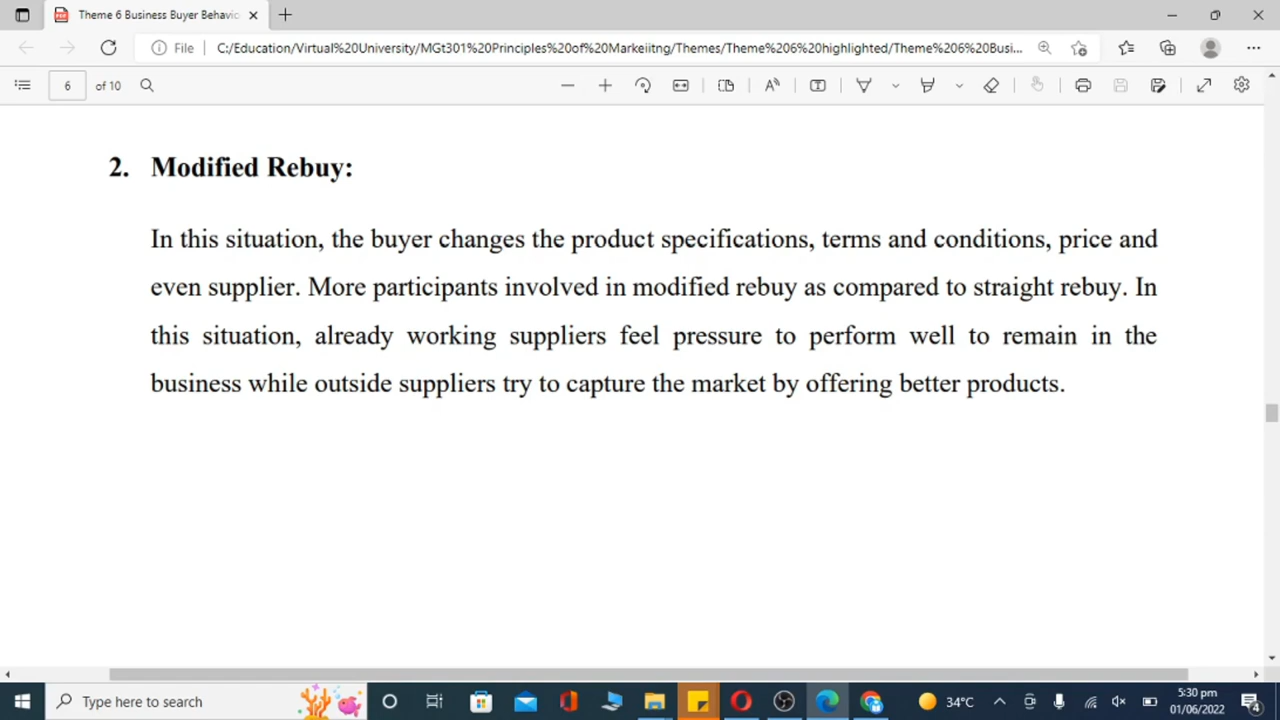 Theme 6 Business Buyer Behavio
File
C:/Education/Virtual%20University/MGt301%20Principles%20of%20Markeiitng/Themes/Theme%206%20highlighted/Theme%206%20Busi...
6 of 10
2. Modified Rebuy:
In this situation, the buyer changes the product specifications, terms and conditions, price and
even supplier. More participants involved in modified rebuy as compared to straight rebuy. In
this situation, already working suppliers feel pressure to perform well to remain in the
business while outside suppliers try to capture the market by offering better products.
Type here to search
34°C
5:30 pm
01/06/2022
4